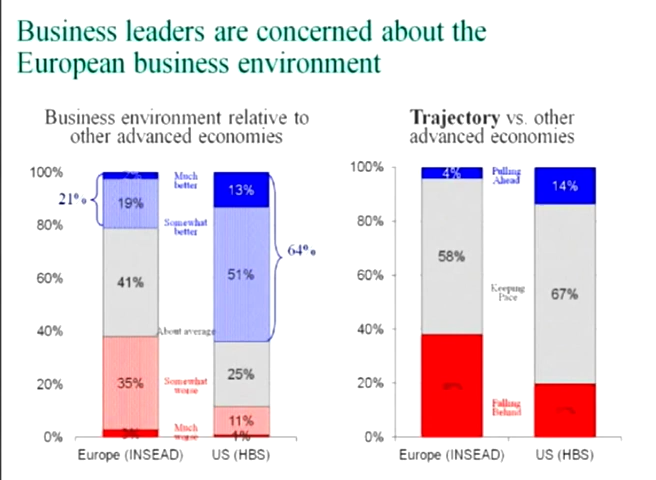 Business leaders are concerned about the
European business environment
Business environment relative to
other advanced economies
100%
80%
60%
40%
20%
0%
21%
19%
41%
35%
3%
Much
better
Somewhat
better
About average
Somewhat
worse
Much
worse
13%
51%
25%
11%
1%
64%
Europe (INSEAD)
US (HBS)
Trajectory vs. other
advanced economies
100%
80%
60%
40%
20%
0%
4%
58%
Pulling
Ahead
Keeping
Pace
Falling
Behind
14%
67%
Europe (INSEAD)
US (HBS)